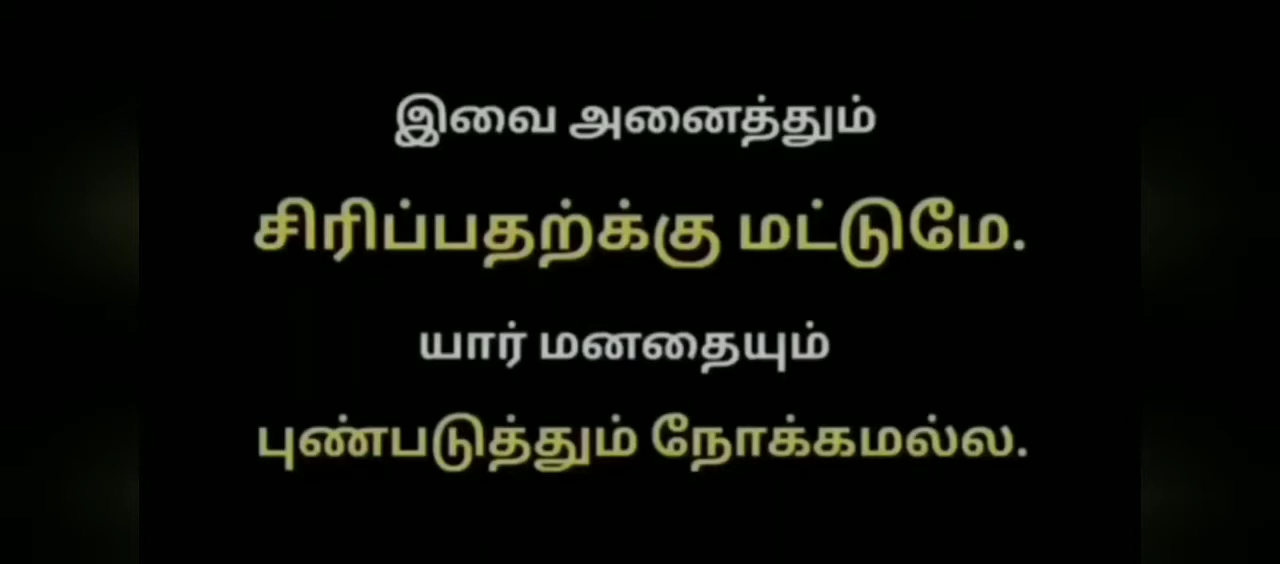 இவை அனைத்தும்
சிரிப்பதற்க்கு மட்டுமே.
யார் மனதையும்
புண்படுத்தும் நோக்கமல்ல.